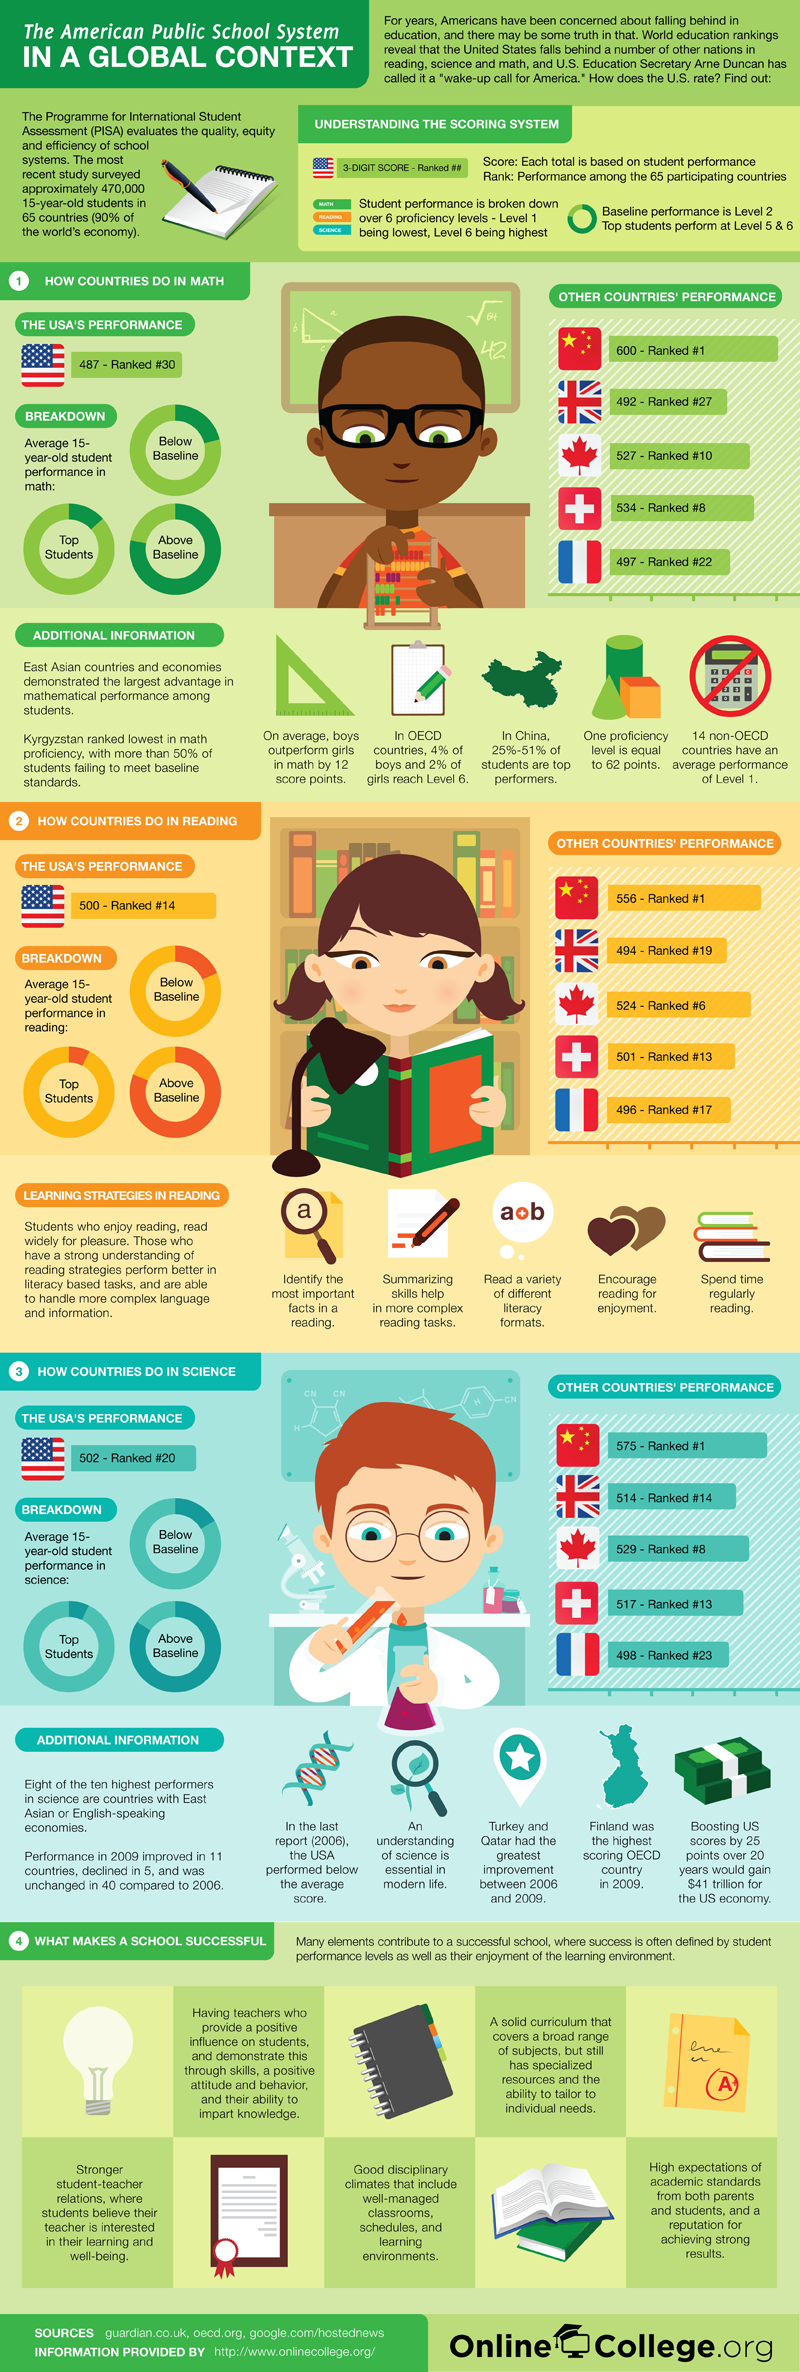 The American Public School System
IN A GLOBAL CONTEXT
For years, Americans have been concerned about falling behind in
education, and there may be some truth in that. World education rankings
reveal that the United States falls behind a number of other nations in
reading, science and math, and U.S. Education Secretary Arne Duncan has
called it a "wake-up call for America." How does the U.S. rate? Find out:
The Programme for International Student
Assessment (PISA) evaluates the quality, equity
and efficiency of school
systems. The most
recent study surveyed
approximately 470,000
15-year-old students in
65 countries (90% of
the world's economy).
UNDERSTANDING THE SCORING SYSTEM
3-DIGIT SCORE - Ranked ##
Score: Each total is based on student performance
Rank: Performance among the 65 participating countries
MATH
READING
SCIENCE
Student performance is broken down
over 6 proficiency levels - Level 1
being lowest, Level 6 being highest
Baseline performance is Level 2
Top students perform at Level 5 & 6
1 HOW COUNTRIES DO IN MATH
THE USA'S PERFORMANCE
487 - Ranked #30
BREAKDOWN
Average 15-
year-old student
performance in
math:
Below
Baseline
Top
Students
Above
Baseline
b
a
c
√64
42
OTHER COUNTRIES' PERFORMANCE
600 - Ranked #1
492 - Ranked #27
527 - Ranked #10
534 - Ranked #8
497 - Ranked #22
ADDITIONAL INFORMATION
East Asian countries and economies
demonstrated the largest advantage in
mathematical performance among
students.
Kyrgyzstan ranked lowest in math
proficiency, with more than 50% of
students failing to meet baseline
standards.
On average, boys
outperform girls
in math by 12
score points.
In OECD
countries, 4% of
boys and 2% of
girls reach Level 6.
In China,
25%-51% of
students are top
performers.
One proficiency
level is equal
to 62 points.
14 non-OECD
countries have an
average performance
of Level 1.
2 HOW COUNTRIES DO IN READING
THE USA'S PERFORMANCE
500 - Ranked #14
BREAKDOWN
Average 15-
year-old student
performance in
reading:
Below
Baseline
Top
Students
Above
Baseline
OTHER COUNTRIES' PERFORMANCE
556 - Ranked #1
494 - Ranked #19
524 - Ranked #6
501 - Ranked #13
496 - Ranked #17
LEARNING STRATEGIES IN READING
Students who enjoy reading, read
widely for pleasure. Those who
have a strong understanding of
reading strategies perform better in
literacy based tasks, and are able
to handle more complex language
and information.
a
Identify the
most important
facts in a
reading.
Summarizing
skills help
in more complex
reading tasks.
a+b
Read a variety
of different
literacy
formats.
Encourage
reading for
enjoyment.
Spend time
regularly
reading.
3 HOW COUNTRIES DO IN SCIENCE
THE USA'S PERFORMANCE
502 - Ranked #20
BREAKDOWN
Average 15-
year-old student
performance in
science:
Below
Baseline
Top
Students
Above
Baseline
CN
CN
H
H
CN
OTHER COUNTRIES' PERFORMANCE
575 - Ranked #1
514 - Ranked #14
529 - Ranked #8
517 - Ranked #13
498 - Ranked #23
ADDITIONAL INFORMATION
Eight of the ten highest performers
in science are countries with East
Asian or English-speaking
economies.
Performance in 2009 improved in 11
countries, declined in 5, and was
unchanged in 40 compared to 2006.
In the last
report (2006),
the USA
performed below
the average
score.
An
understanding
of science is
essential in
modern life.
Turkey and
Qatar had the
greatest
improvement
between 2006
and 2009.
Finland was
the highest
scoring OECD
country
in 2009.
Boosting US
scores by 25
points over 20
years would gain
$41 trillion for
the US economy.
4 WHAT MAKES A SCHOOL SUCCESSFUL
Many elements contribute to a successful school, where success is often defined by student
performance levels as well as their enjoyment of the learning environment.
Having teachers who
provide a positive
influence on students,
and demonstrate this
through skills, a positive
attitude and behavior,
and their ability to
impart knowledge.
A solid curriculum that
covers a broad range
of subjects, but still
has specialized
resources and the
ability to tailor to
individual needs.
A+
Stronger
student-teacher
relations, where
students believe their
teacher is interested
in their learning and
well-being.
Good disciplinary
climates that include
well-managed
classrooms,
schedules, and
learning
environments.
High expectations of
academic standards
from both parents
and students, and a
reputation for
achieving strong
results.
SOURCES guardian.co.uk, oecd.org, google.com/hostednews
INFORMATION PROVIDED BY http://www.onlinecollege.org/
OnlineCollege.org